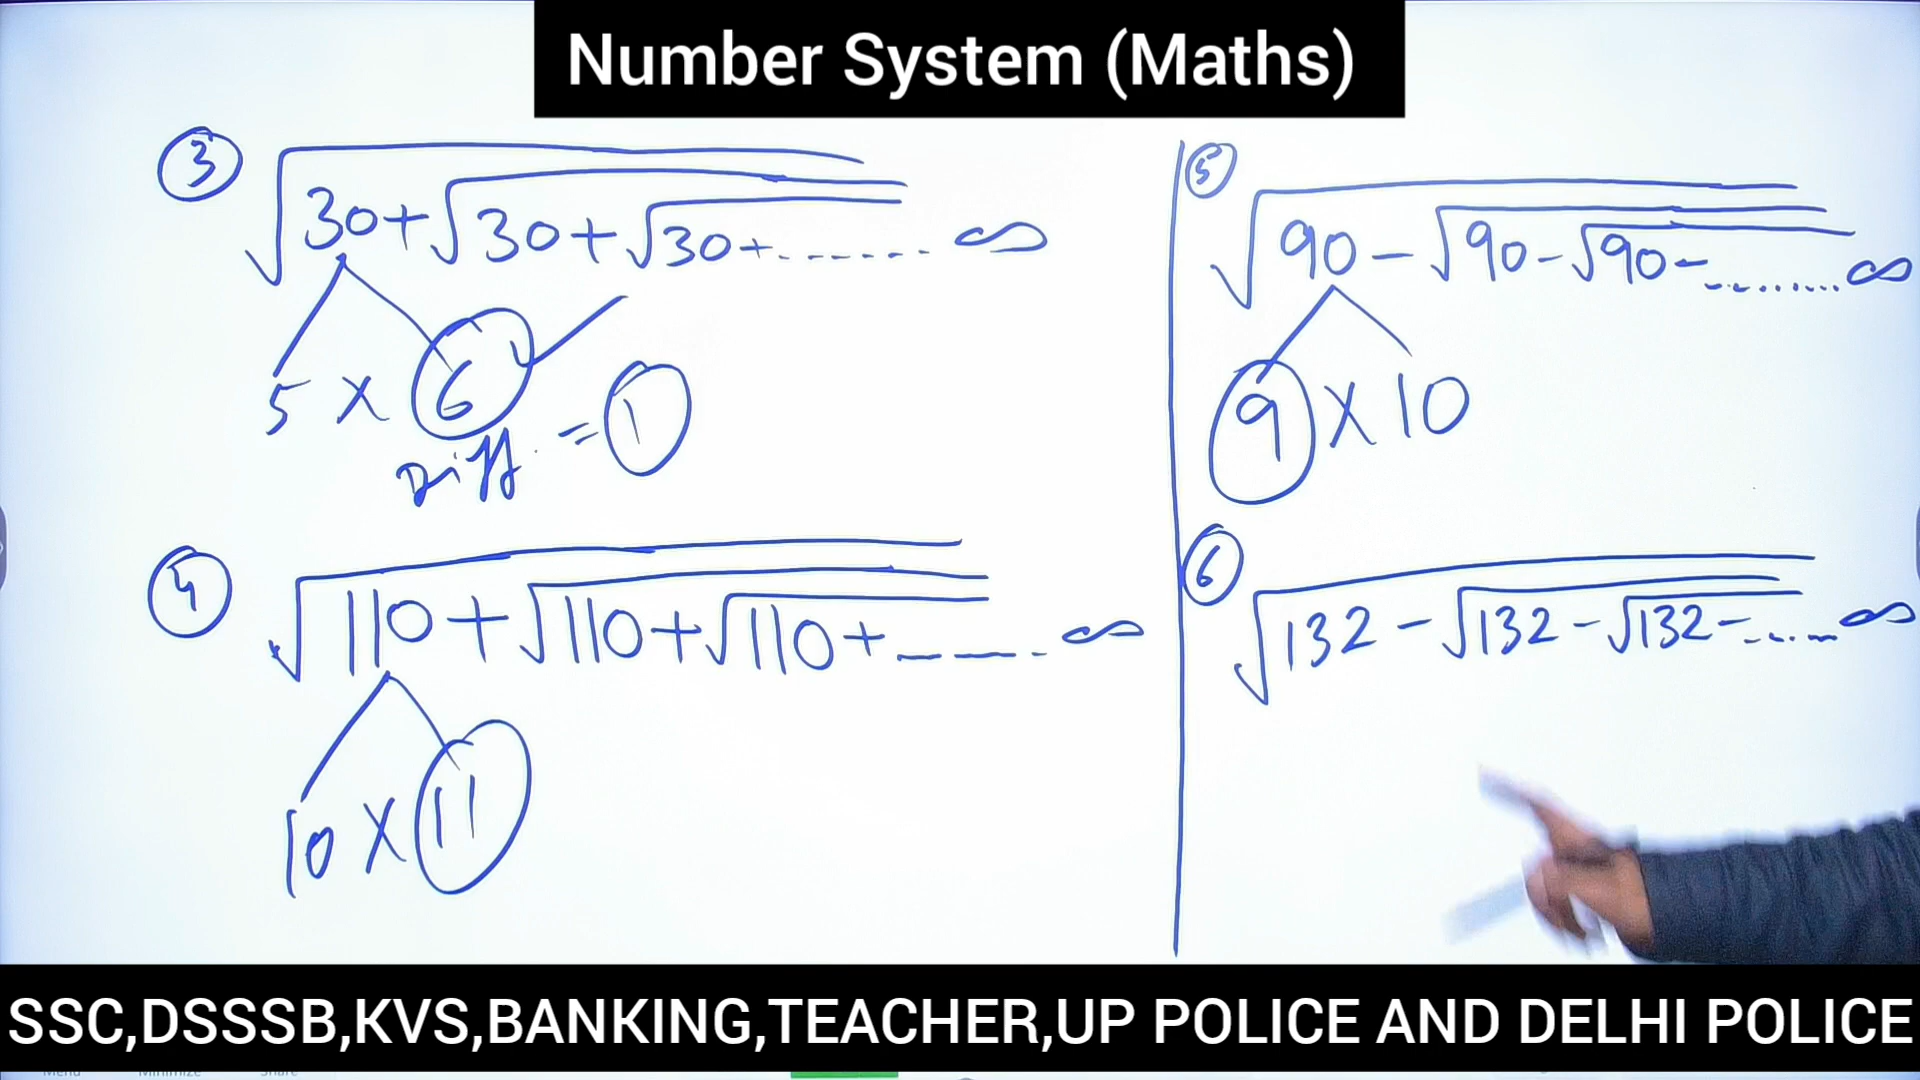 Number System (Maths)
③ √30+√30+√30+....... ∞
5 × 6
Diff. = 1
④ √110+√110+√110+_ _ _ . ∞
10 × 11
⑤ √90-√90-√90-......... ∞
9 × 10
⑥ √132-√132-√132-...... ∞
SSC,DSSSB,KVS,BANKING,TEACHER,UP POLICE AND DELHI POLICE